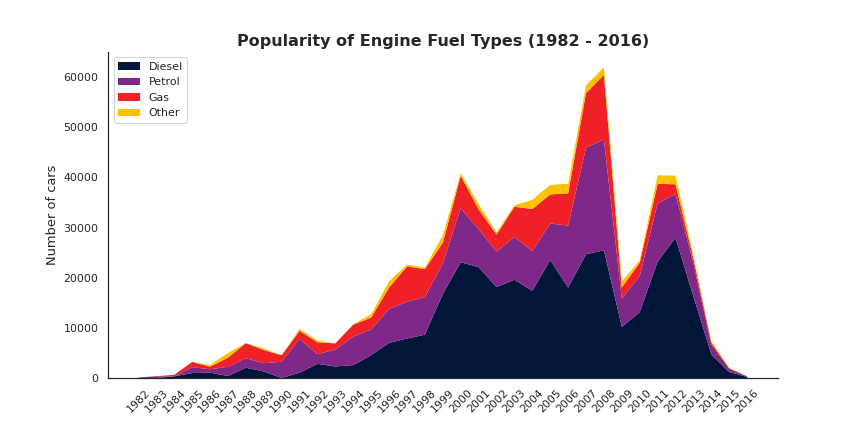 Popularity of Engine Fuel Types (1982 - 2016)
Diesel
Petrol
Gas
Other
Number of cars
60000
50000
40000
30000
20000
10000
0
1982 1983 1984 1985 1986 1987 1988 1989 1990 1991 1992 1993 1994 1995 1996 1997 1998 1999 2000 2001 2002 2003 2004 2005 2006 2007 2008 2009 2010 2011 2012 2013 2014 2015 2016